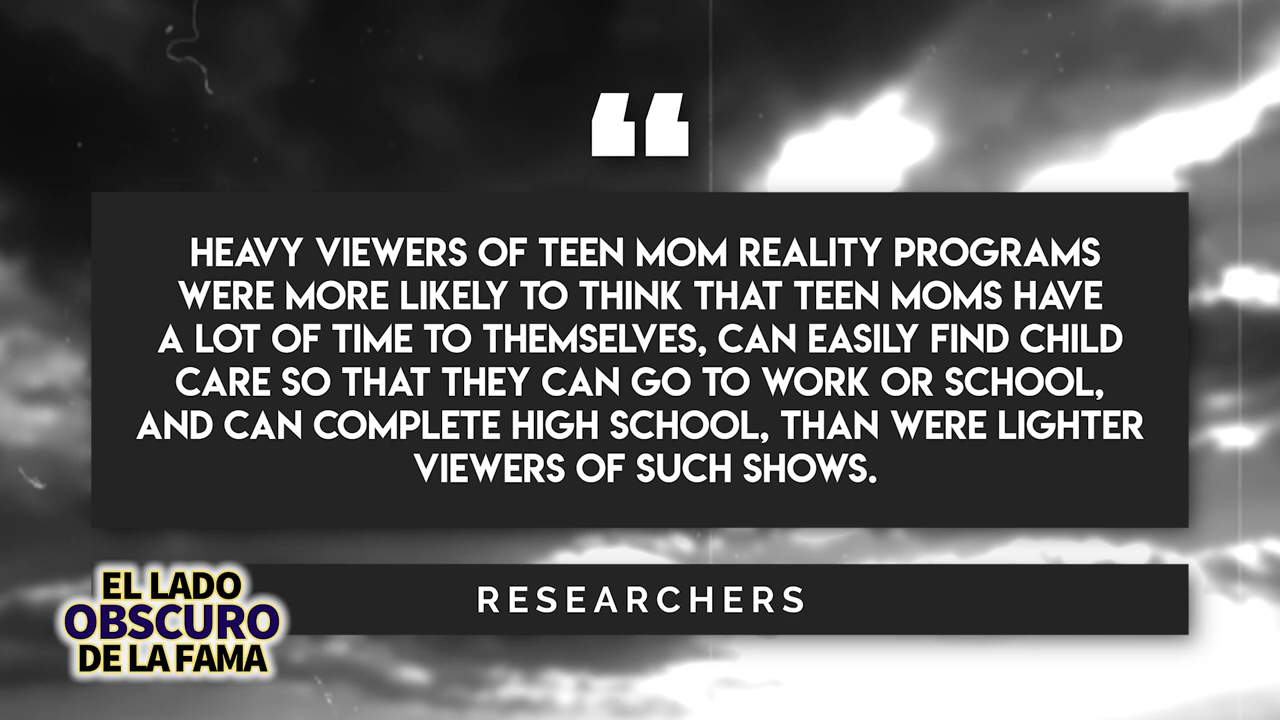 “
HEAVY VIEWERS OF TEEN MOM REALITY PROGRAMS
WERE MORE LIKELY TO THINK THAT TEEN MOMS HAVE
A LOT OF TIME TO THEMSELVES, CAN EASILY FIND CHILD
CARE SO THAT THEY CAN GO TO WORK OR SCHOOL,
AND CAN COMPLETE HIGH SCHOOL, THAN WERE LIGHTER
VIEWERS OF SUCH SHOWS.
RESEARCHERS
EL LADO
OBSCURO
DE LA FAMA